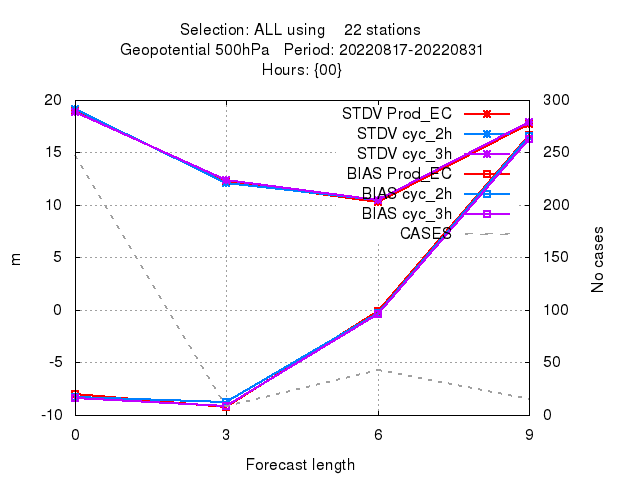 Selection: ALL using    22 stations
Geopotential 500hPa   Period: 20220817-20220831
Hours: {00}
20
15
10
5
0
-5
-10
m
300
250
200
150
100
50
0
No cases
STDV Prod_EC
STDV cyc_2h
STDV cyc_3h
BIAS Prod_EC
BIAS cyc_2h
BIAS cyc_3h
CASES
0
3
6
9
Forecast length